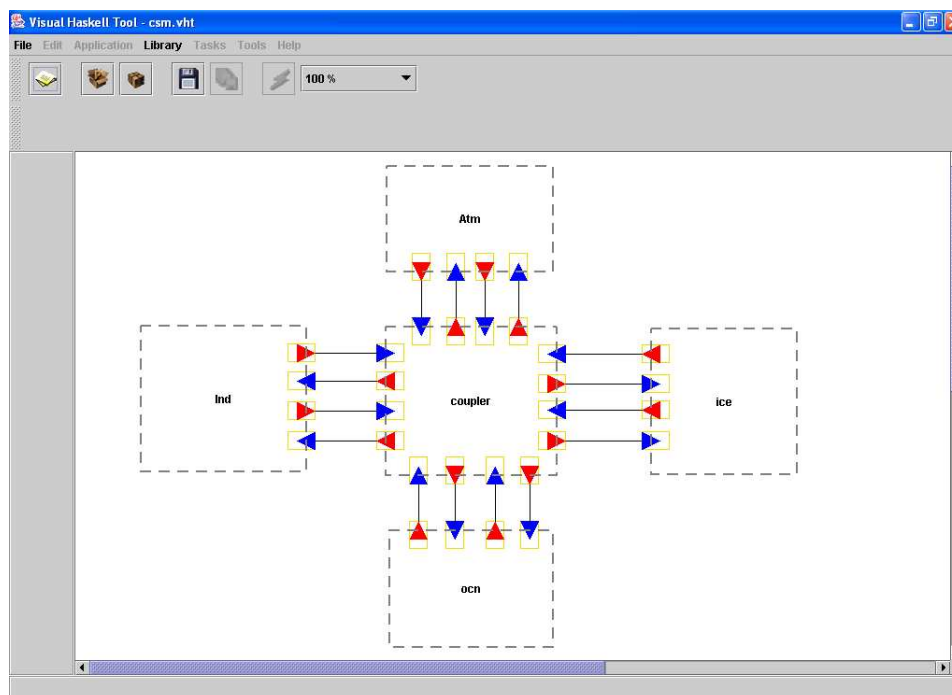 Visual Haskell Tool - csm.vht
File Edit Application Library Tasks Tools Help
100 %
Atm
lnd coupler ice
ocn